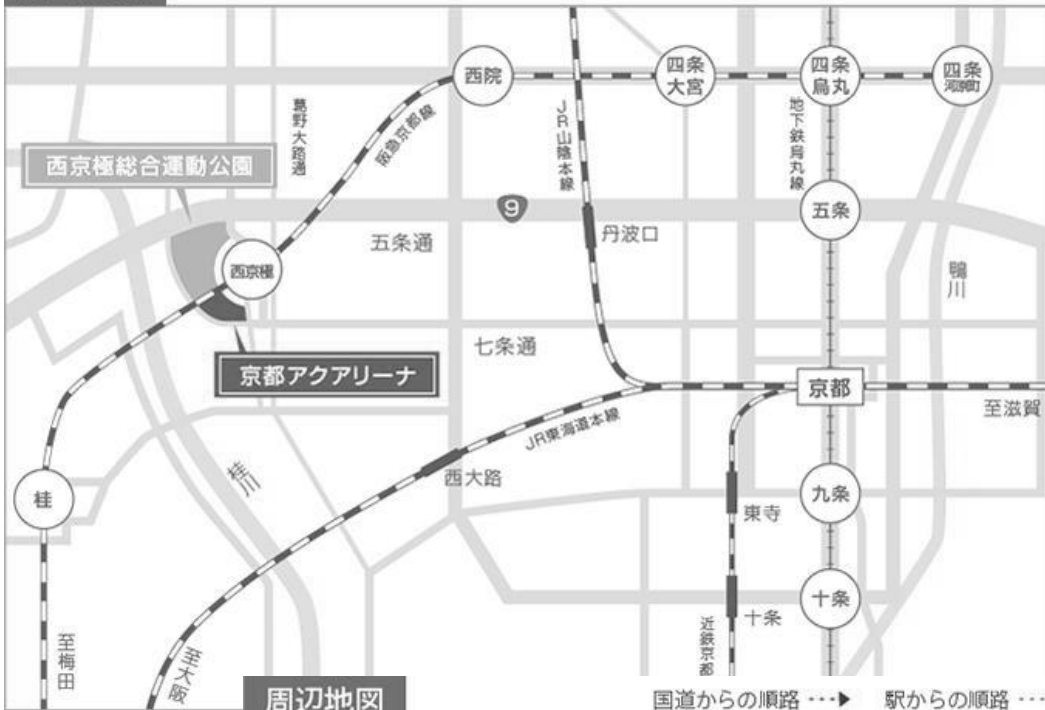 西院
四条
大宮
四条
烏丸
四条
河原町
葛野大路通
阪急京都線
JR山陰本線
地下鉄烏丸線
西京極総合運動公園
9
五条
五条通
丹波口
西京極
鴨川
七条通
京都アクアリーナ
京都
至滋賀
JR東海道本線
桂川
西大路
桂
東寺
九条
十条
十条
近鉄京都
至梅田
至大阪
周辺地図
国道からの順路
駅からの順路